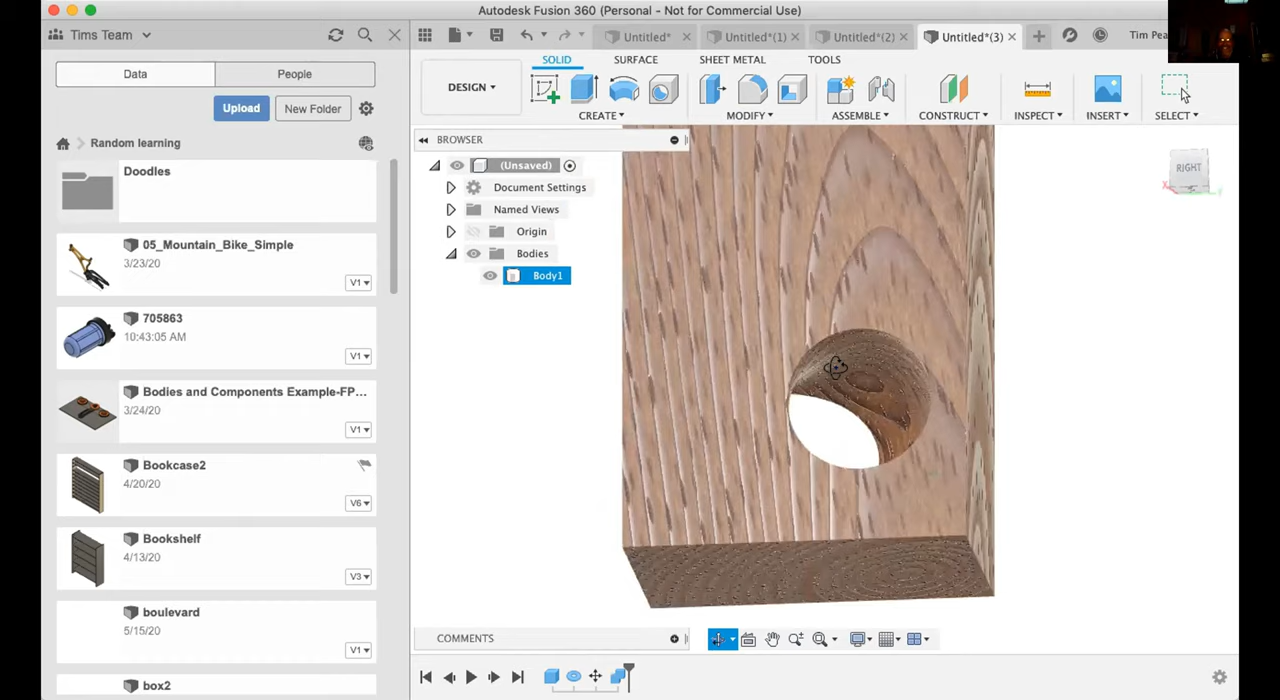 Autodesk Fusion 360 (Personal - Not for Commercial Use)
Tims Team
Untitled*
Untitled*(1)
Untitled*(2)
Untitled*(3)
Tim Pea
Data
People
SOLID
SURFACE
SHEET METAL
TOOLS
DESIGN
Upload
New Folder
CREATE
MODIFY
ASSEMBLE
CONSTRUCT
INSPECT
INSERT
SELECT
Random learning
BROWSER
(Unsaved)
RIGHT
Doodles
Document Settings
Named Views
Origin
Bodies
Body1
05_Mountain_Bike_Simple
3/23/20
V1
705863
10:43:05 AM
V1
Bodies and Components Example-FP...
3/24/20
V1
Bookcase2
4/20/20
V6
Bookshelf
4/13/20
V3
boulevard
5/15/20
V1
box2
COMMENTS
X
Y